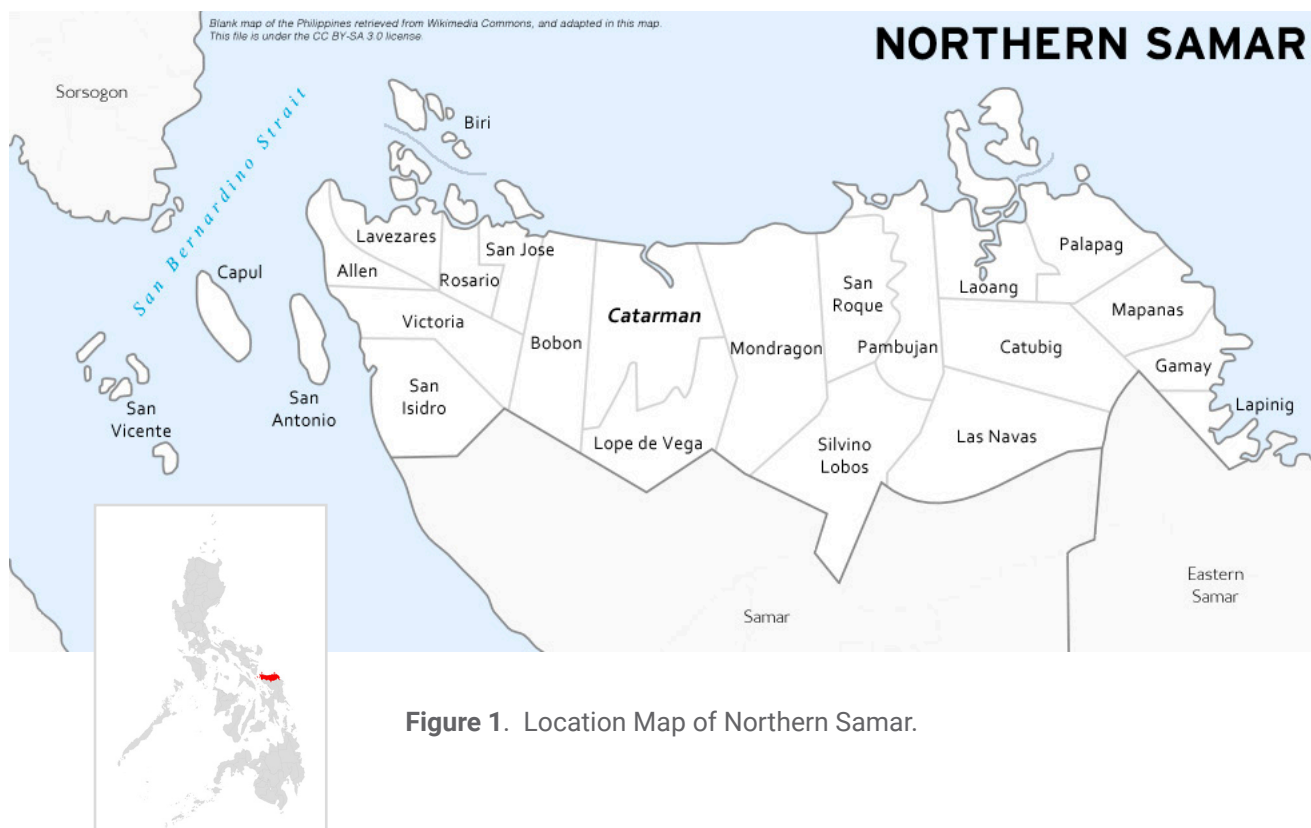 Blank map of the Philippines retrieved from Wikimedia Commons, and adapted in this map.
This file is under the CC BY-SA 3.0 license.
NORTHERN SAMAR
Sorsogon
San Bernardino Strait
Biri
Capul
Lavezares
Allen
San Jose
Rosario
Victoria
San
Isidro
San
Antonio
San
Vicente
Bobon
Catarman
Lope de Vega
Mondragon
San
Roque
Pambujan
Silvino
Lobos
Laoang
Palapag
Catubig
Mapanas
Gamay
Lapinig
Las Navas
Samar
Eastern
Samar
Figure 1. Location Map of Northern Samar.